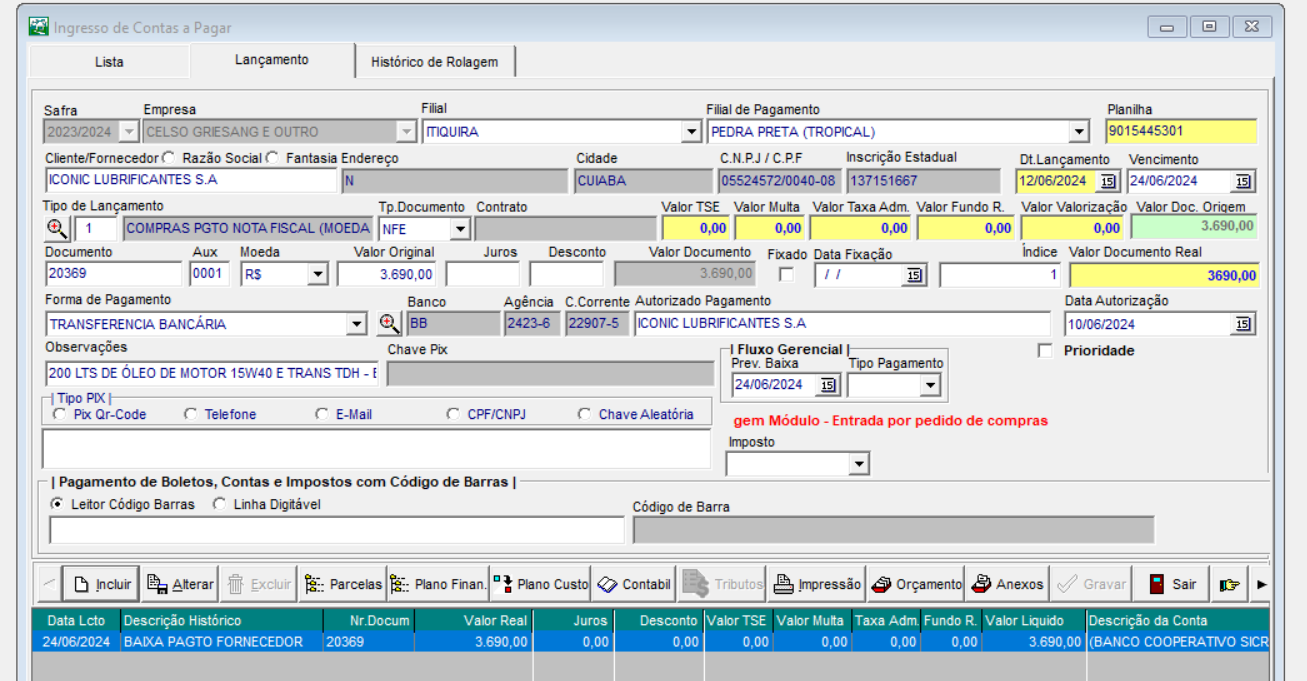 Ingresso de Contas a Pagar
Lista Lançamento Histórico de Rolagem
Safra Empresa Filial Filial de Pagamento Planilha
2023/2024 CELSO GRIESANG E OUTRO ITIQUIRA PEDRA PRETA (TROPICAL) 9015445301
Cliente/Fornecedor Razão Social Fantasia Endereço Cidade C.N.P.J / C.P.F Inscrição Estadual Dt.Lançamento Vencimento
ICONIC LUBRIFICANTES S.A N CUIABA 05524572/0040-08 137151667 12/06/2024 15 24/06/2024 15
Tipo de Lançamento Tp.Documento Contrato Valor TSE Valor Multa Valor Taxa Adm. Valor Fundo R. Valor Valorização Valor Doc. Origem
1 COMPRAS PGTO NOTA FISCAL (MOEDA NFE 0,00 0,00 0,00 0,00 0,00 3.690,00
Documento Aux Moeda Valor Original Juros Desconto Valor Documento Fixado Data Fixação Índice Valor Documento Real
20369 0001 R$ 3.690,00 3.690,00 / / 15 1 3690,00
Forma de Pagamento Banco Agência C.Corrente Autorizado Pagamento Data Autorização
TRANSFERENCIA BANCÁRIA BB 2423-6 22907-5 ICONIC LUBRIFICANTES S.A 10/06/2024 15
Observações Chave Pix | Fluxo Gerencial | Prioridade
Prev. Baixa Tipo Pagamento
200 LTS DE ÓLEO DE MOTOR 15W40 E TRANS TDH -
24/06/2024 15
| Tipo PIX |
Pix Qr-Code Telefone E-Mail CPF/CNPJ Chave Aleatória
gem Módulo - Entrada por pedido de compras
Imposto
| Pagamento de Boletos, Contas e Impostos com Código de Barras |
Leitor Código Barras Linha Digitável Código de Barra
Incluir Alterar Excluir Parcelas Plano Finan. Plano Custo Contabil Tributos Impressão Orçamento Anexos Gravar Sair
Data Lcto Descrição Histórico Nr.Docum Valor Real Juros Desconto Valor TSE Valor Multa Taxa Adm. Fundo R. Valor Liquido Descrição da Conta
24/06/2024 BAIXA PAGTO FORNECEDOR 20369 3.690,00 0,00 0,00 0,00 0,00 0,00 0,00 3.690,00 (BANCO COOPERATIVO SICR